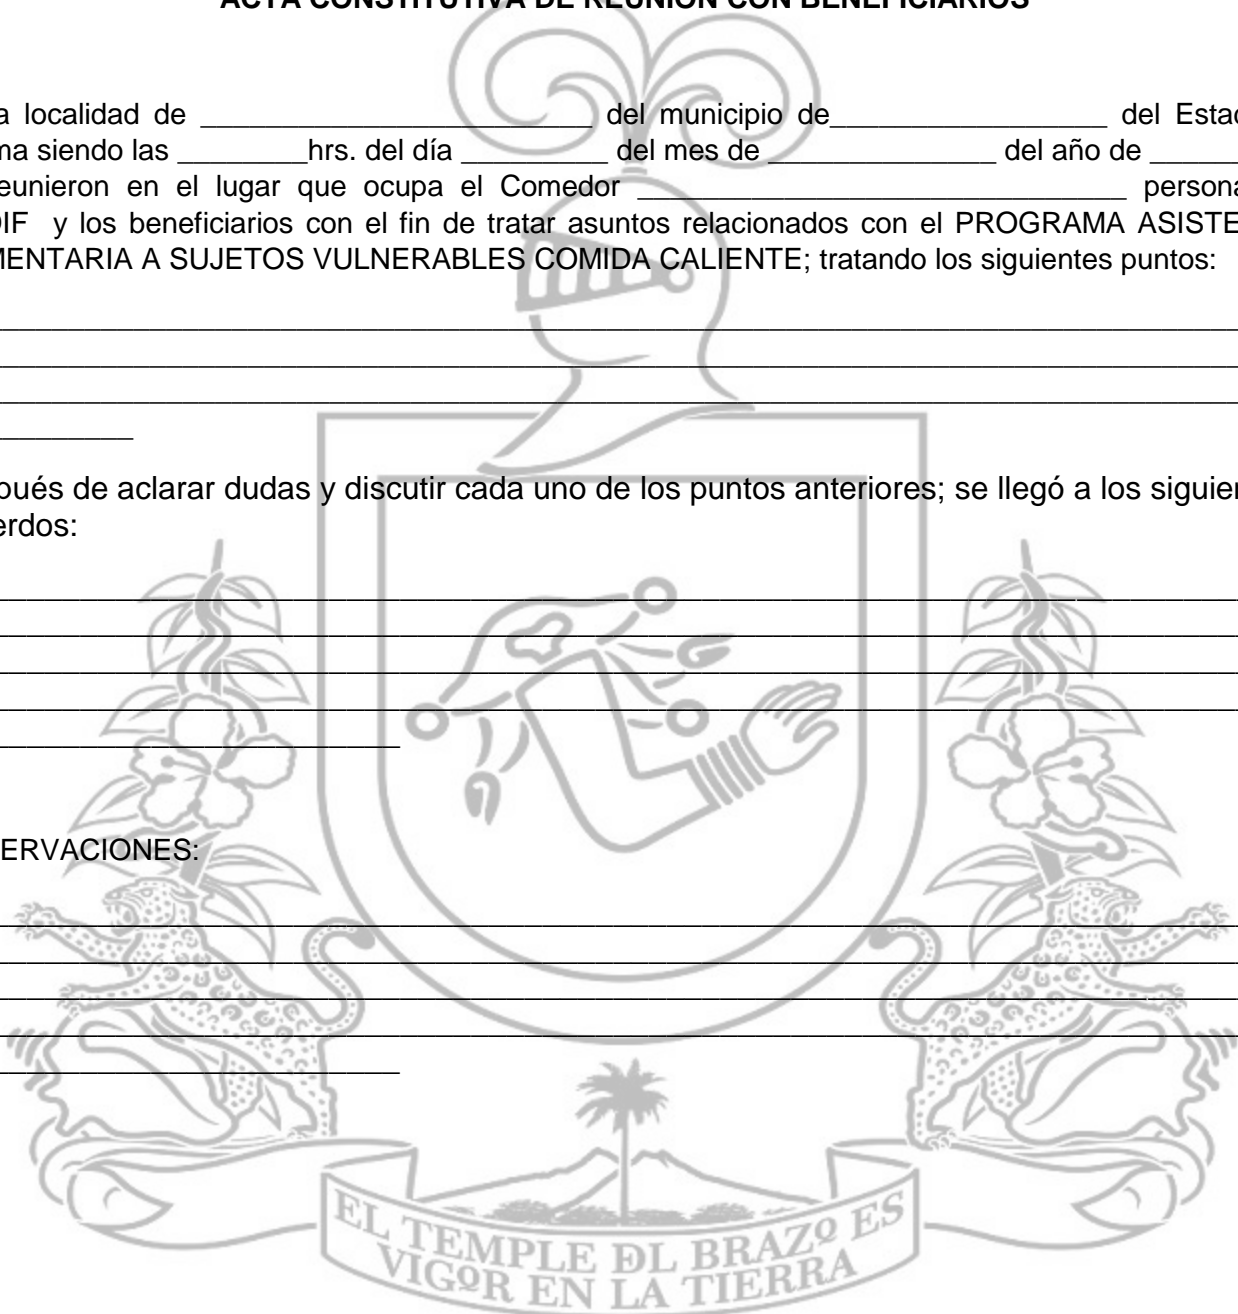 ACTA CONSTITUTIVA DE REUNIÓN CON BENEFICIARIOS
a localidad de ________________________ del municipio de_________________ del Estad
ma siendo las ________hrs. del día _________ del mes de ______________ del año de ______
eunieron en el lugar que ocupa el Comedor ______________________________ persona
DIF y los beneficiarios con el fin de tratar asuntos relacionados con el PROGRAMA ASISTE
MENTARIA A SUJETOS VULNERABLES COMIDA CALIENTE; tratando los siguientes puntos:
pués de aclarar dudas y discutir cada uno de los puntos anteriores; se llegó a los siguien
erdos:
ERVACIONES:
EL TEMPLE DL BRAZO ES
VIGOR EN LA TIERRA